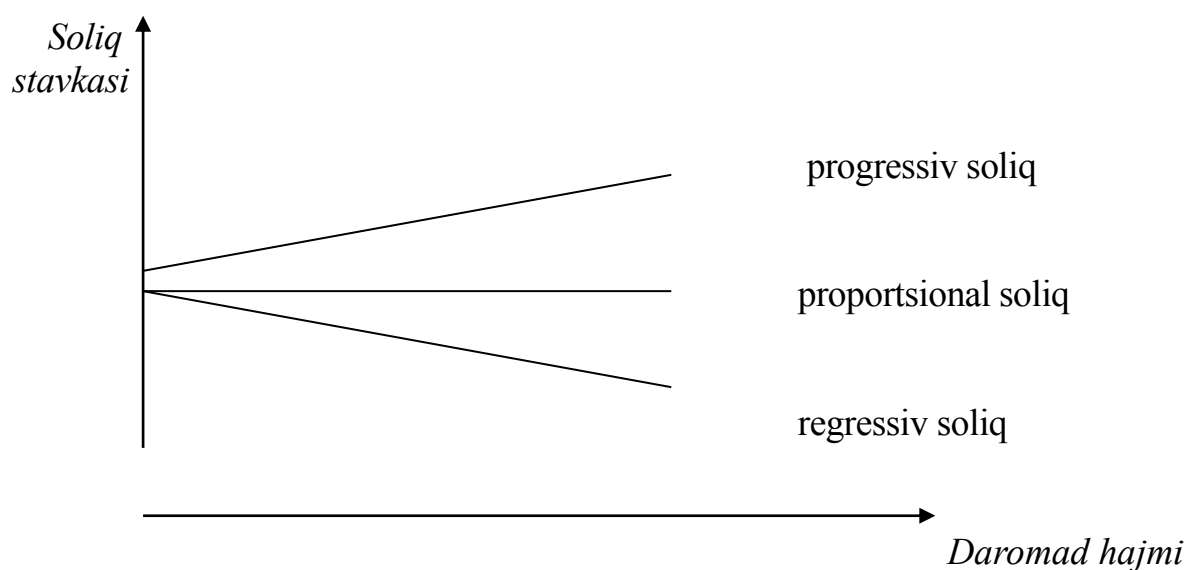 Soliq
stavkasi
progressiv soliq
proportsional soliq
regressiv soliq
Daromad hajmi